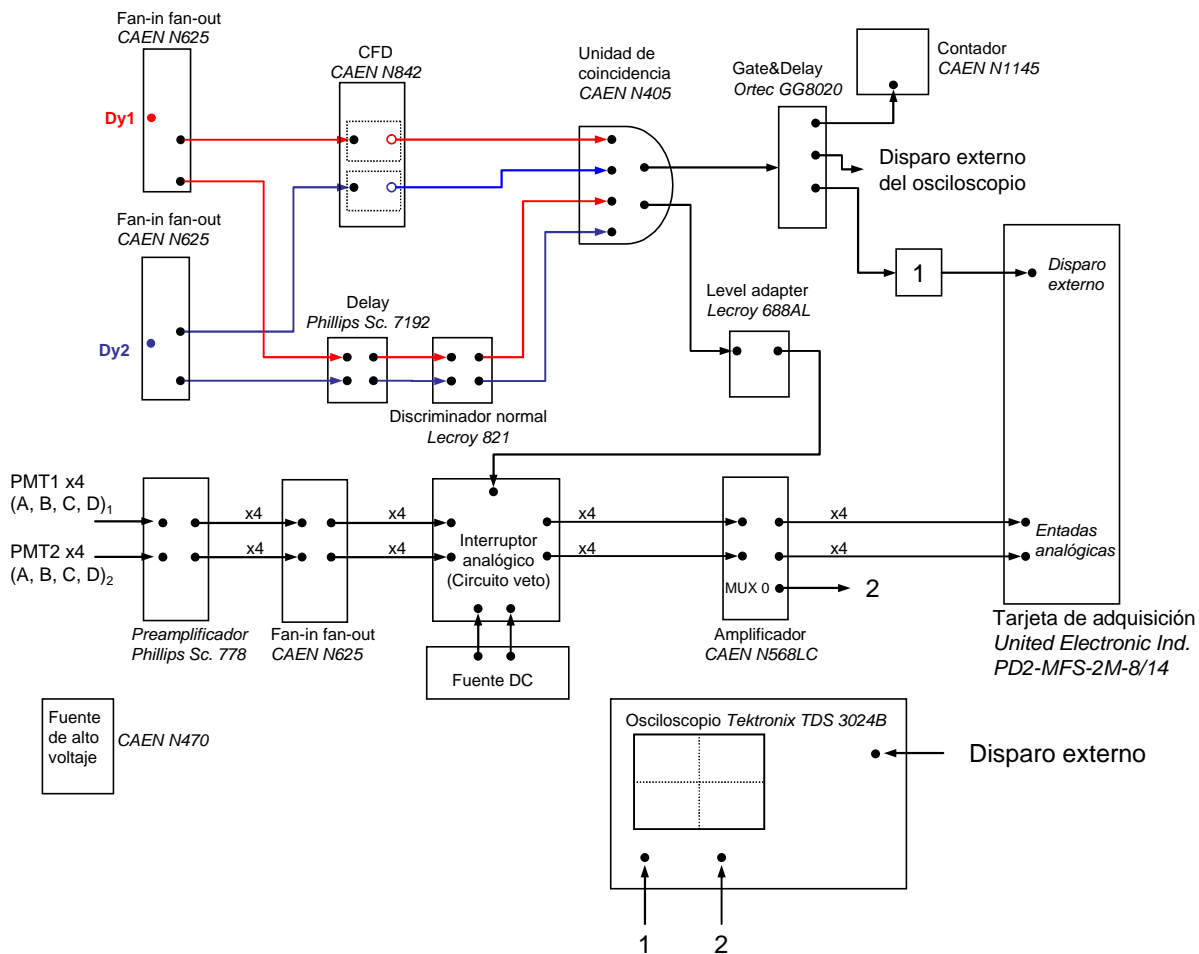 Fan-in fan-out
CAEN N625
Dy1
CFD
CAEN N842
Unidad de
coincidencia
CAEN N405
Gate&Delay
Ortec GG8020
Contador
CAEN N1145
Disparo externo
del osciloscopio
Fan-in fan-out
CAEN N625
Dy2
Delay
Phillips Sc. 7192
Discriminador normal
Lecroy 821
Level adapter
Lecroy 688AL
1
Disparo
externo
PMT1 x4
(A, B, C, D)1
PMT2 x4
(A, B, C, D)2
x4
x4
x4
x4
Interruptor
analógico
(Circuito veto)
x4
x4
MUX 0
x4
x4
2
Entadas
analógicas
Preamplificador
Phillips Sc. 778
Fan-in fan-out
CAEN N625
Fuente DC
Amplificador
CAEN N568LC
Tarjeta de adquisición
United Electronic Ind.
PD2-MFS-2M-8/14
Fuente
de alto
voltaje
CAEN N470
Osciloscopio Tektronix TDS 3024B
Disparo externo
1
2